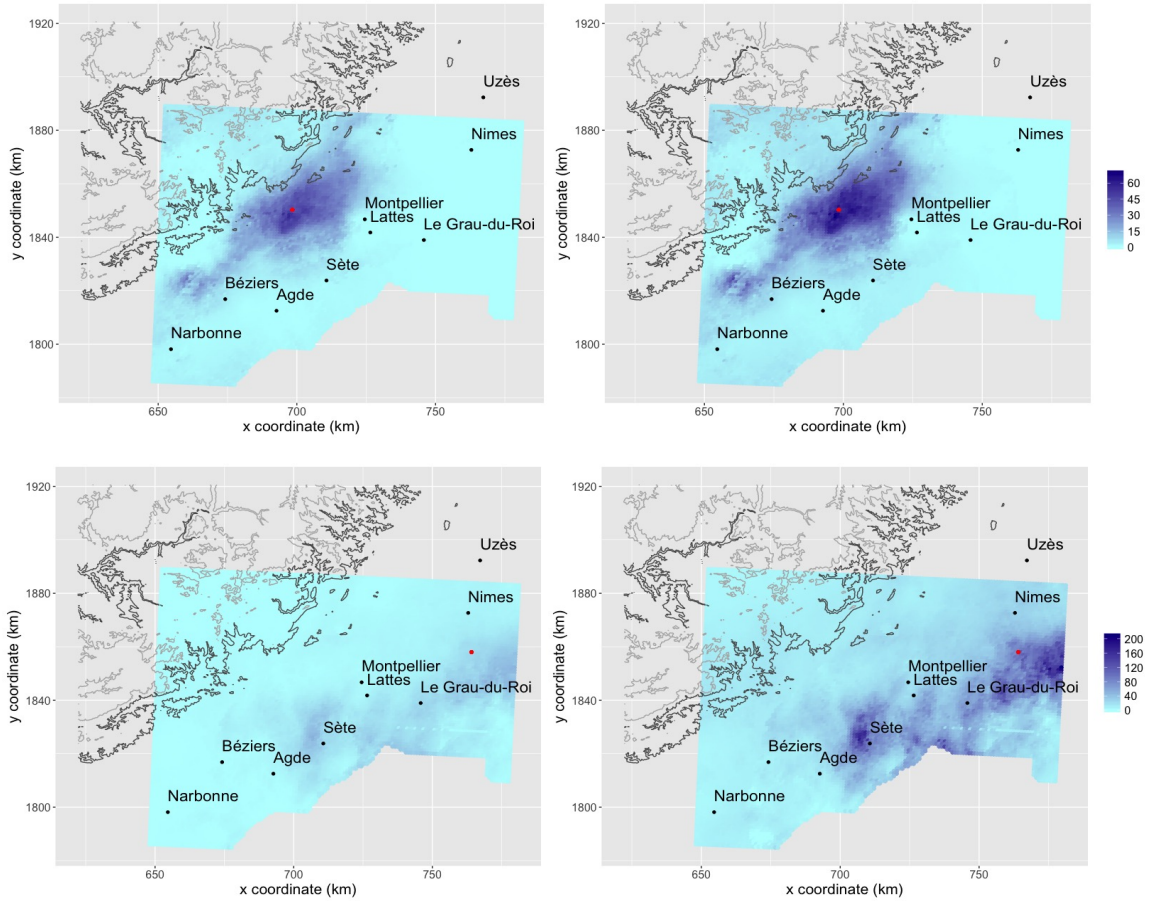 1920
1880
1840
1800
y coordinate (km)
Uzès
Nimes
Montpellier
Lattes
Le Grau-du-Roi
Sète
Béziers
Agde
Narbonne
650
700
750
x coordinate (km)
1920
1880
1840
1800
y coordinate (km)
Uzès
Nimes
Montpellier
Lattes
Le Grau-du-Roi
Sète
Béziers
Agde
Narbonne
650
700
750
x coordinate (km)
60
45
30
15
0
1920
1880
1840
1800
y coordinate (km)
Uzès
Nimes
Montpellier
Lattes
Le Grau-du-Roi
Sète
Béziers
Agde
Narbonne
650
700
750
x coordinate (km)
1920
1880
1840
1800
y coordinate (km)
Uzès
Nimes
Montpellier
Lattes
Le Grau-du-Roi
Sète
Béziers
Agde
Narbonne
650
700
750
x coordinate (km)
200
160
120
80
40
0